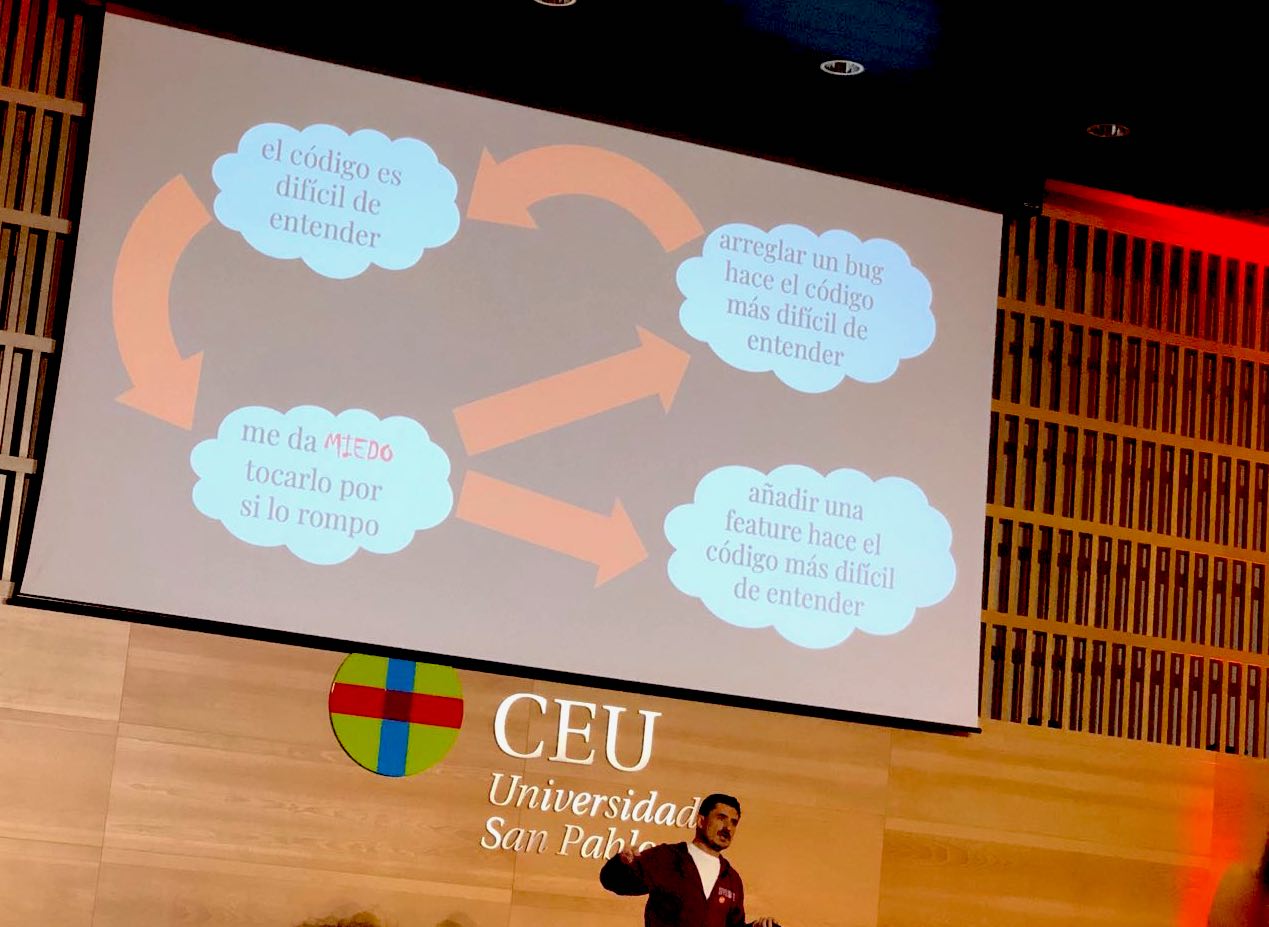 el código es
difícil de
entender
arreglar un bug
hace el código
más difícil de
entender
me da MIEDO
tocarlo por
si lo rompo
añadir una
feature hace el
código más difícil
de entender
CEU
Universidad
San Pablo